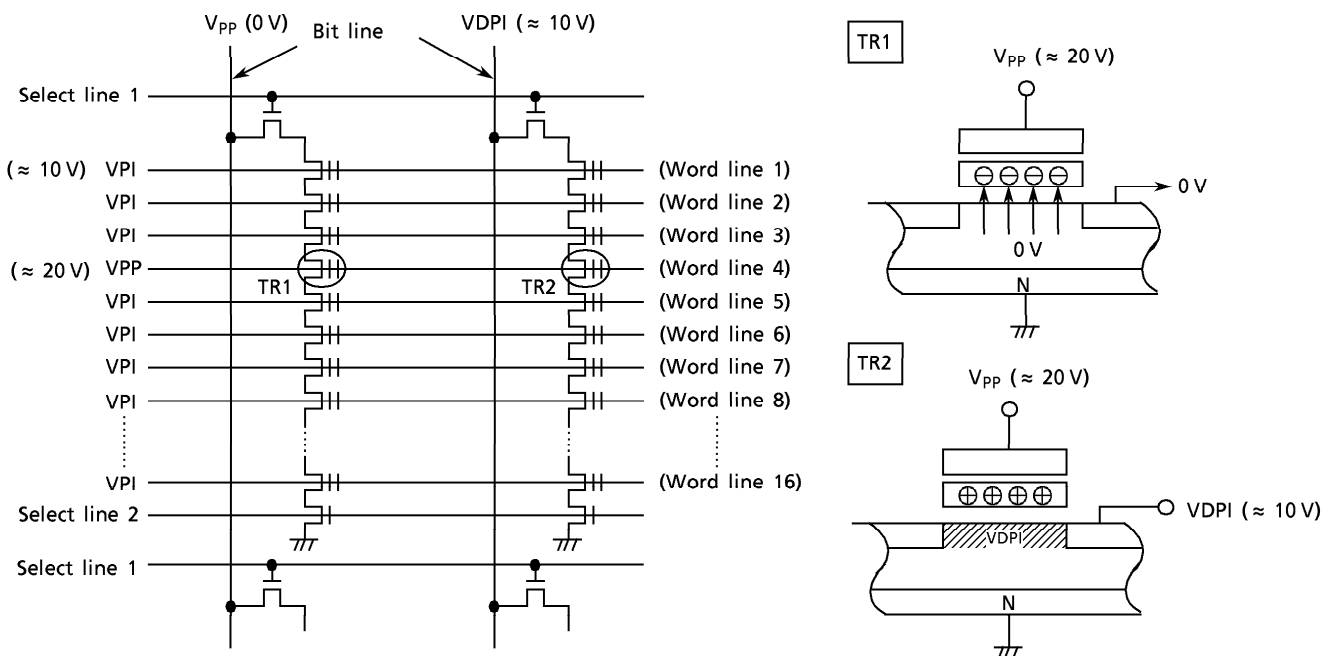 V_PP (0 V)
Bit line
VDPI (≈ 10 V)
Select line 1
(≈ 10 V) VPI (Word line 1)
VPI (Word line 2)
VPI (Word line 3)
(≈ 20 V) VPP (Word line 4)
TR1
TR2
VPI (Word line 5)
VPI (Word line 6)
VPI (Word line 7)
VPI (Word line 8)
VPI (Word line 16)
Select line 2
Select line 1
TR1
V_PP (≈ 20 V)
⊖ ⊖ ⊖ ⊖
0 V
0 V
N
TR2
V_PP (≈ 20 V)
⊕ ⊕ ⊕ ⊕
VDPI (≈ 10 V)
VDPI
N